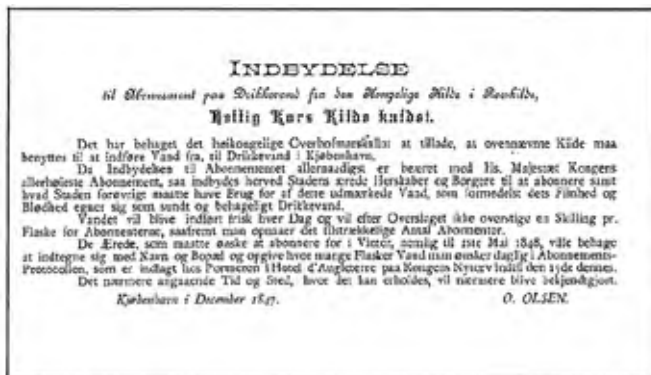 INDBYDELSE
til Abonnement paa Drikkevand fra den Kongelige Kilde i Roskilde,
Hellig Kors Kilde kaldet.
Det har behaget det høikongelige Overhofmarskallat at tillade, at ovennævnte Kilde maa
benyttes til at indføre Vand fra, til Drikkevand i Kjøbenhavn.
Da Indbydelsen til Abonnementet allernaadigst er beæret med Hs. Majestæt Kongens
allerhøieste Abonnement, saa indbydes herved Stadens ærede Herskaber og Borgere til at abonnere samt
hvad Staden forøvrigt maatte have Brug for af dette udmærkede Vand, som formedelst dets Fiinhed og
Blødhed egner sig som sundt og behageligt Drikkevand.
Vandet vil blive indført frisk hver Dag og vil efter Overslaget ikke overstige en Skilling pr.
Flaske for Abonnenterne, saafremt man opnaaer det tilstrækkelige Antal Abonnenter.
De Ærede, som maatte ønske at abonnere for i Vinter, nemlig til 1ste Mai 1848, ville behage
at indtegne sig med Navn og Bopæl og opgive hvor mange Flasker Vand man ønsker daglig i Abonnements-
Protocollen, som er indlagt hos Portneren i Hotel d'Angleterre paa Kongens Nytorv indtil den dennes.
Det nærmere angaaende Tid og Sted, hvor det kan erholdes, vil nærmere blive bekjendtgjort.
Kjøbenhavn i December 1847.
O. OLSEN.